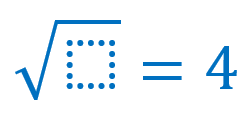 √⬚ = 4